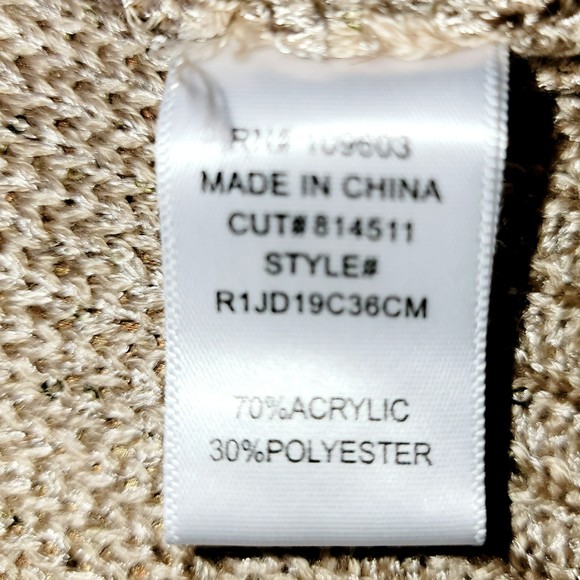 RN# 109603
MADE IN CHINA
CUT# 814511
STYLE#
R1JD19C36CM
70%ACRYLIC
30%POLYESTER